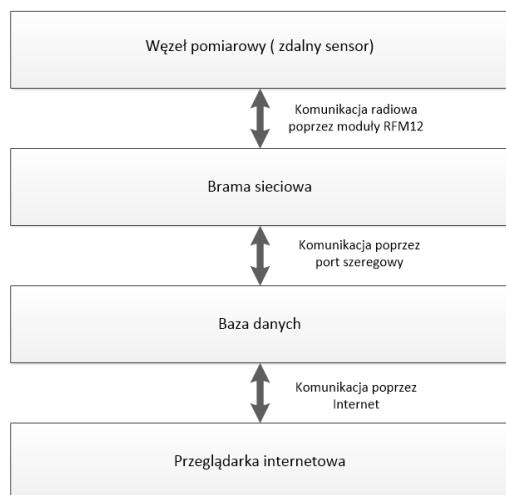 Węzeł pomiarowy ( zdalny sensor)
Komunikacja radiowa
poprzez moduły RFM12
Brama sieciowa
Komunikacja poprzez
port szeregowy
Baza danych
Komunikacja poprzez
Internet
Przeglądarka internetowa